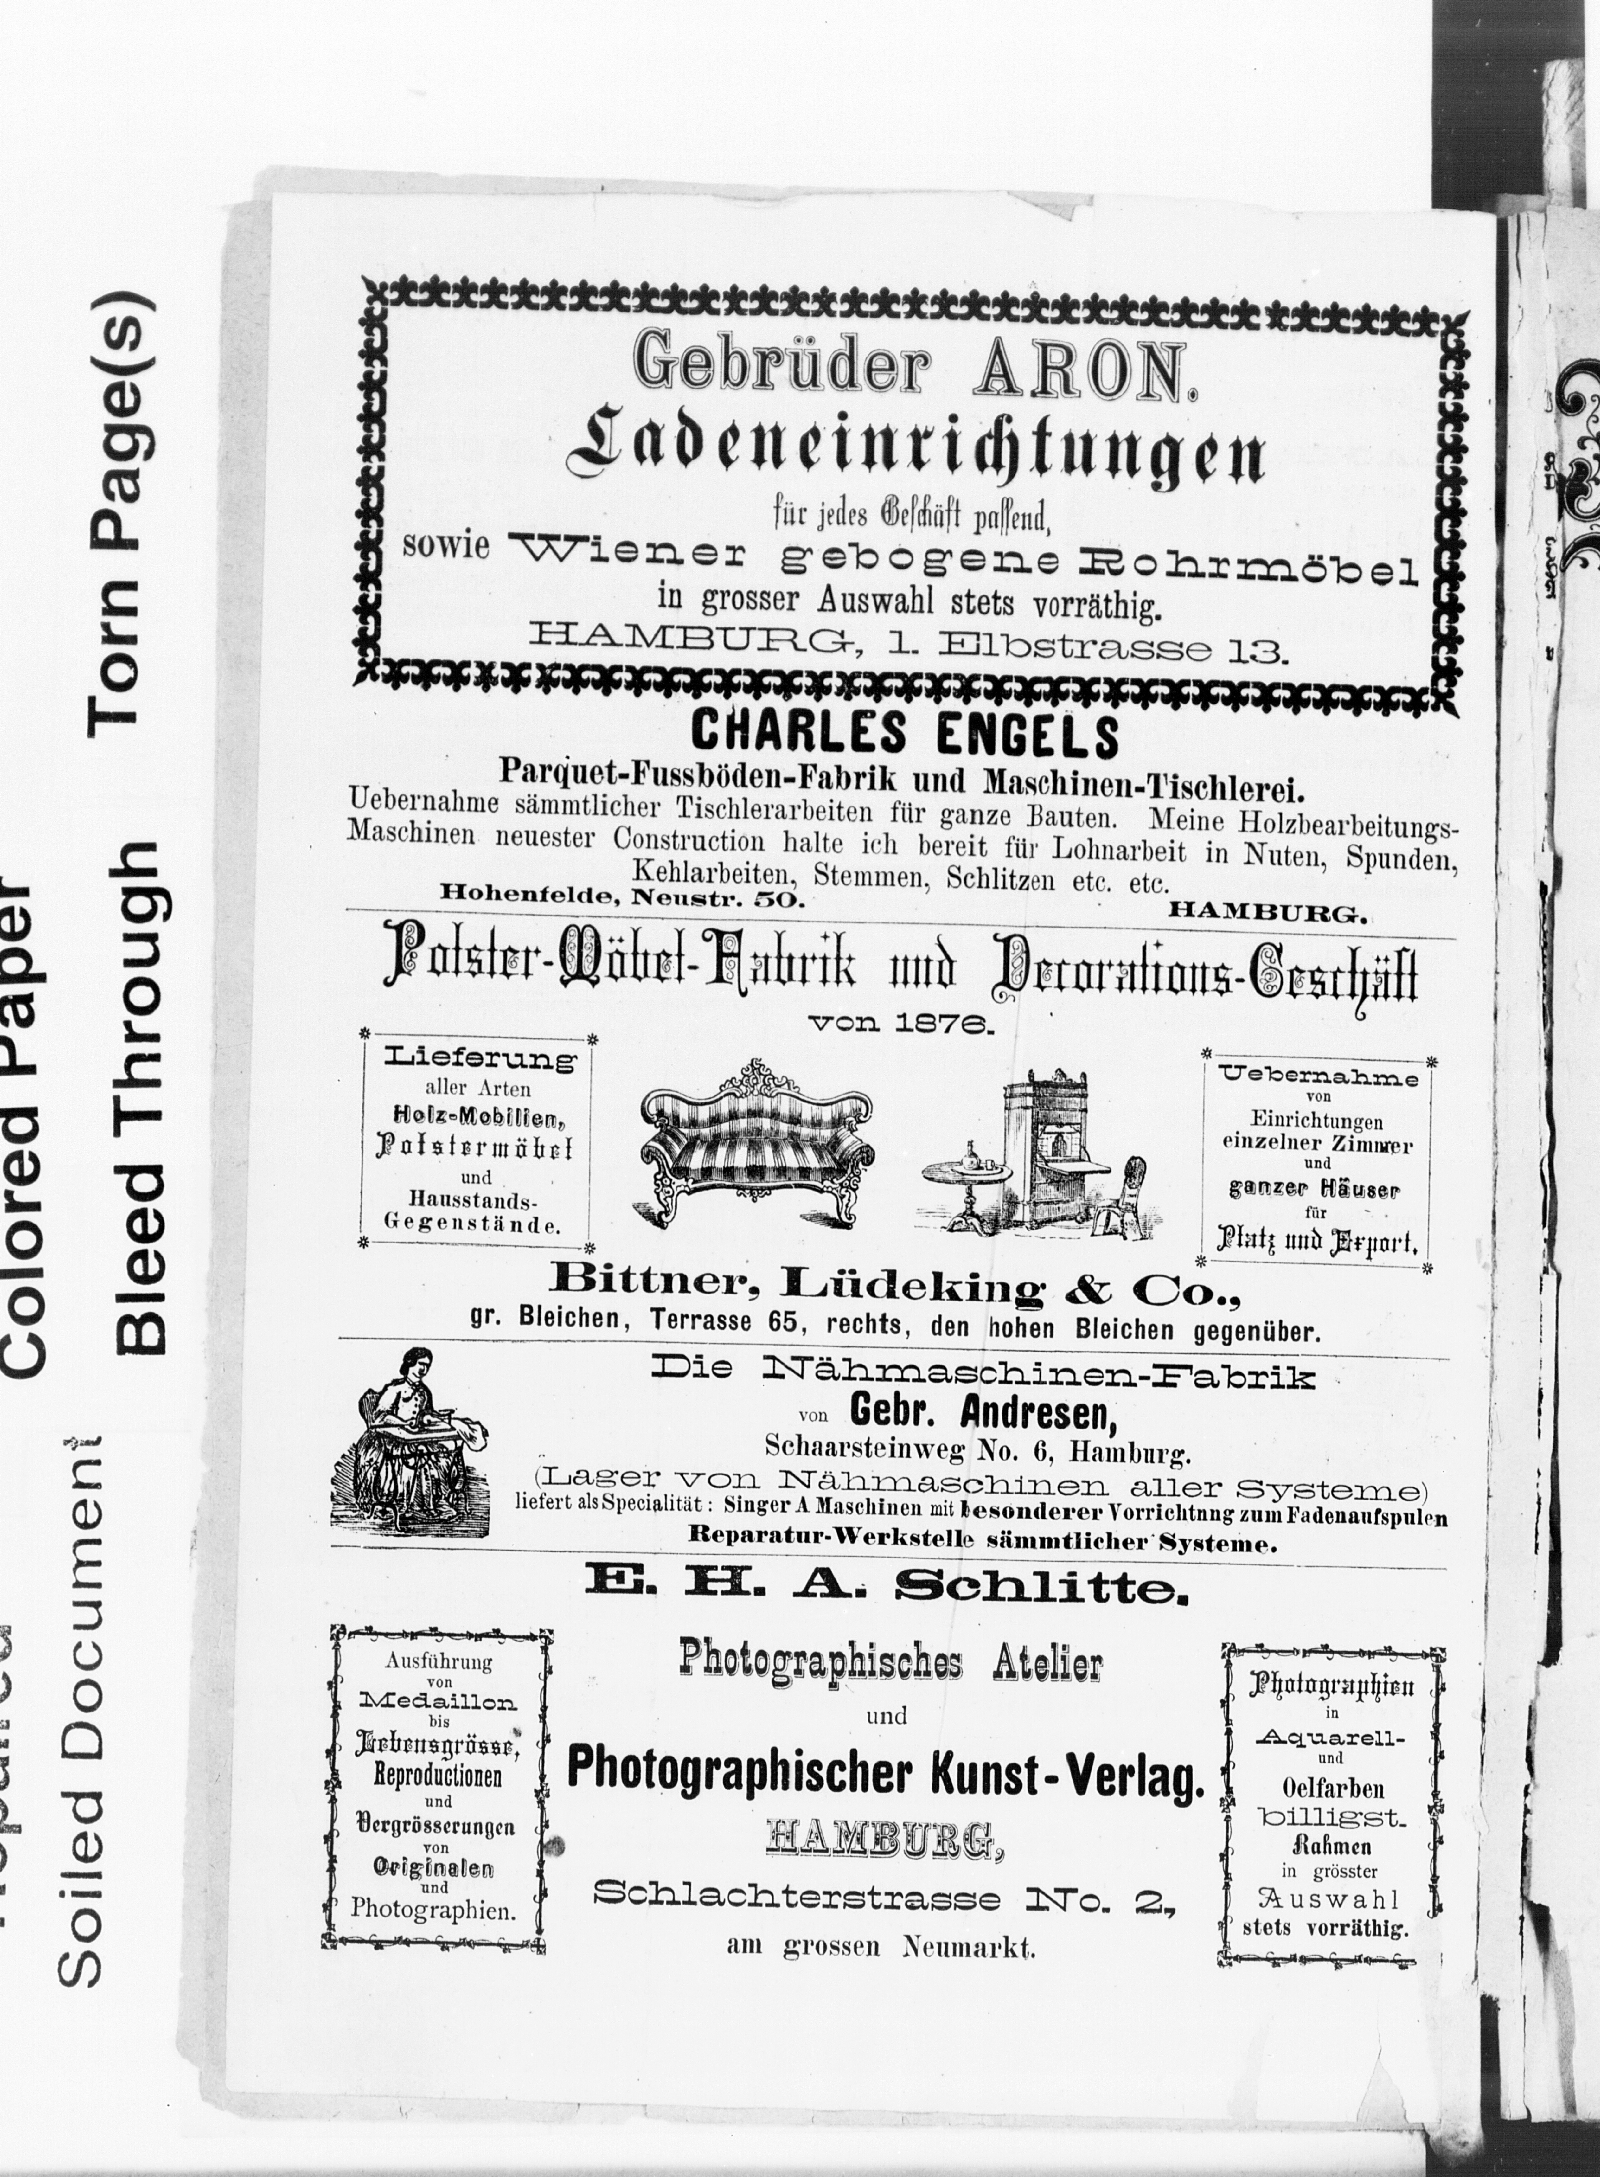 Torn Page(s)
Colored Paper
Bleed Through
Soiled Document
Gebrüder ARON.
Ladeneinrichtungen
für jedes Geſchäft paſſend,
sowie Wiener gebogene Rohrmöbel
in grosser Auswahl stets vorräthig.
HAMBURG, 1. Elbstrasse 13.
CHARLES ENGELS
Parquet-Fussböden-Fabrik und Maschinen-Tischlerei.
Uebernahme sämmtlicher Tischlerarbeiten für ganze Bauten. Meine Holzbearbeitungs-
Maschinen neuester Construction halte ich bereit für Lohnarbeit in Nuten, Spunden,
Kehlarbeiten, Stemmen, Schlitzen etc. etc.
Hohenfelde, Neustr. 50.
HAMBURG.
Polster-Möbel-Fabrik und Decorations-Geschäft
von 1876.
Lieferung
aller Arten
Holz-Mobilien,
Polstermöbel
und
Hausstands-
Gegenstände.
Uebernahme
von
Einrichtungen
einzelner Zimmer
und
ganzer Häuser
für
Platz und Export.
Bittner, Lüdeking & Co.,
gr. Bleichen, Terrasse 65, rechts, den hohen Bleichen gegenüber.
Die Nähmaschinen-Fabrik
von Gebr. Andresen,
Schaarsteinweg No. 6, Hamburg.
(Lager von Nähmaschinen aller Systeme)
liefert als Specialität: Singer A Maschinen mit besonderer Vorrichtnng zum Fadenaufspulen
Reparatur-Werkstelle sämmtlicher Systeme.
E. H. A. Schlitte.
Ausführung
von
Medaillon
bis
Lebensgrösse,
Reproductionen
und
Vergrösserungen
von
Originalen
und
Photographien.
Photographisches Atelier
und
Photographischer Kunst-Verlag.
HAMBURG,
Schlachterstrasse No. 2,
am grossen Neumarkt.
Photographien
in
Aquarell-
und
Oelfarben
billigst.
Rahmen
in grösster
Auswahl
stets vorräthig.